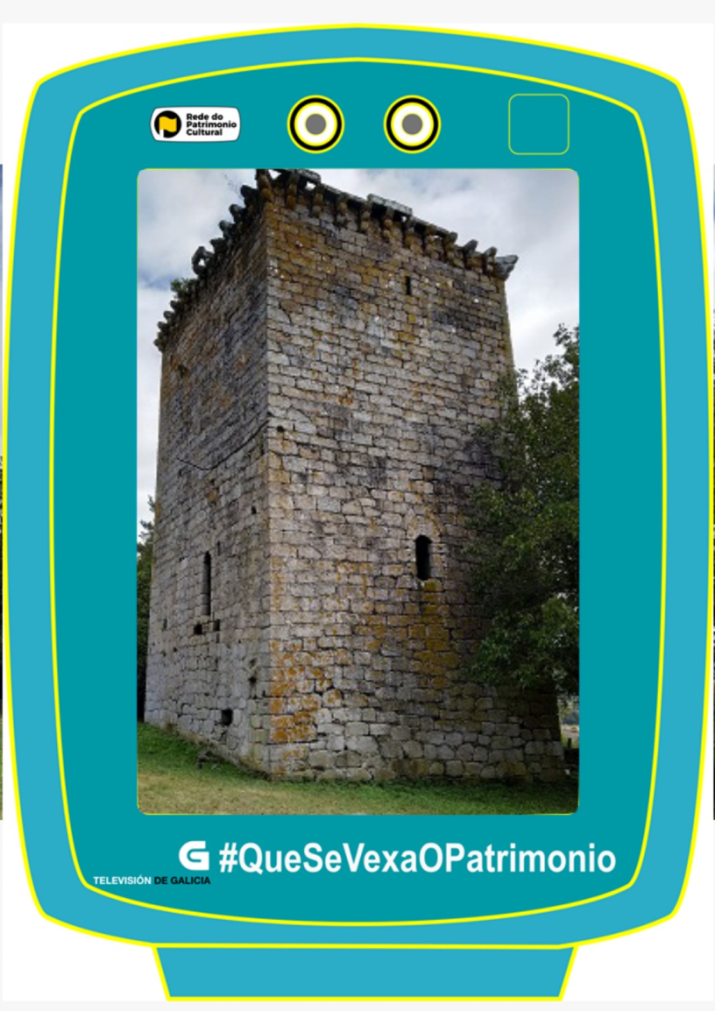 Rede do
Patrimonio
Cultural
G #QueSeVexaOPatrimonio
TELEVISIÓN DE GALICIA